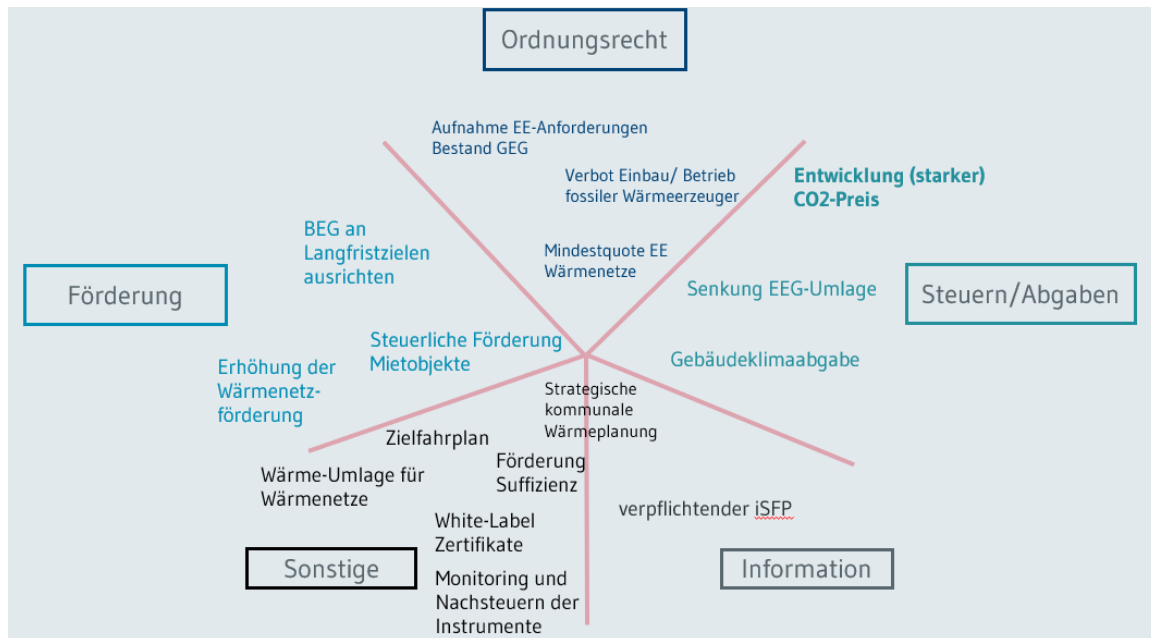 Ordnungsrecht
Aufnahme EE-Anforderungen
Bestand GEG
Verbot Einbau/ Betrieb
fossiler Wärmeerzeuger
Mindestquote EE
Wärmenetze
Entwicklung (starker)
CO2-Preis
Senkung EEG-Umlage
Steuern/Abgaben
Gebäudeklimaabgabe
BEG an
Langfristzielen
ausrichten
Förderung
Steuerliche Förderung
Mietobjekte
Erhöhung der
Wärmenetz-
förderung
Strategische
kommunale
Wärmeplanung
Zielfahrplan
Förderung
Suffizienz
Wärme-Umlage für
Wärmenetze
White-Label
Zertifikate
Sonstige
Monitoring und
Nachsteuern der
Instrumente
verpflichtender iSFP
Information